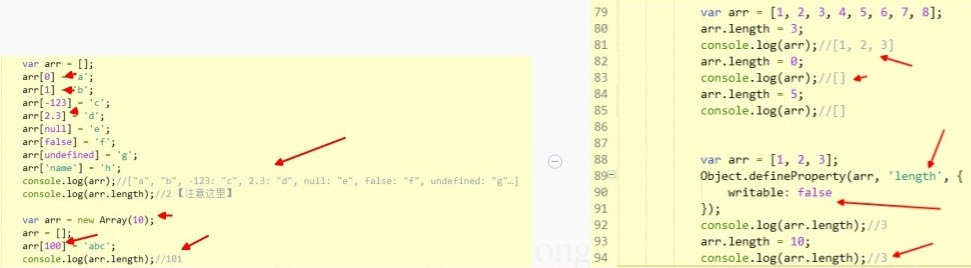 var arr = [];
arr[0] = 'a';
arr[1] = 'b';
arr[-123] = 'c';
arr[2.3] = 'd';
arr[null] = 'e';
arr[false] = 'f';
arr[undefined] = 'g';
arr['name'] = 'h';
console.log(arr);//["a", "b", -123: "c", 2.3: "d", null: "e", false: "f", undefined: "g"…]
console.log(arr.length);//2【注意这里】
var arr = new Array(10);
arr = [];
arr[100] = 'abc';
console.log(arr.length);//101
79 var arr = [1, 2, 3, 4, 5, 6, 7, 8];
80 arr.length = 3;
81 console.log(arr);//[1, 2, 3]
82 arr.length = 0;
83 console.log(arr);//[]
84 arr.length = 5;
85 console.log(arr);//[]
86
87
88 var arr = [1, 2, 3];
89 Object.defineProperty(arr, 'length', {
90 writable: false
91 });
92 console.log(arr.length);//3
93 arr.length = 10;
94 console.log(arr.length);//3